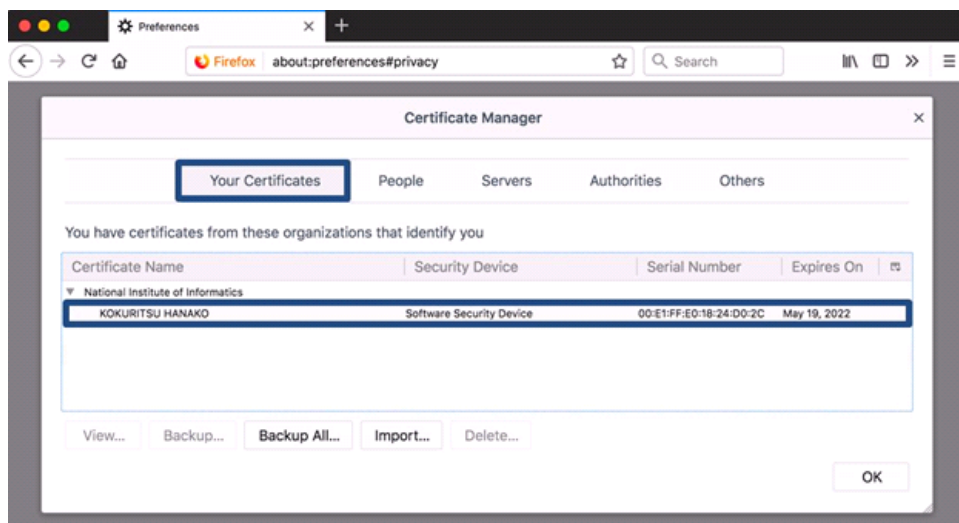 Preferences
Firefox about:preferences#privacy Search
Certificate Manager
Your Certificates People Servers Authorities Others
You have certificates from these organizations that identify you
Certificate Name Security Device Serial Number Expires On
National Institute of Informatics
KOKURITSU HANAKO Software Security Device 00:E1:FF:E0:18:24:D0:2C May 19, 2022
View... Backup... Backup All... Import... Delete...
OK